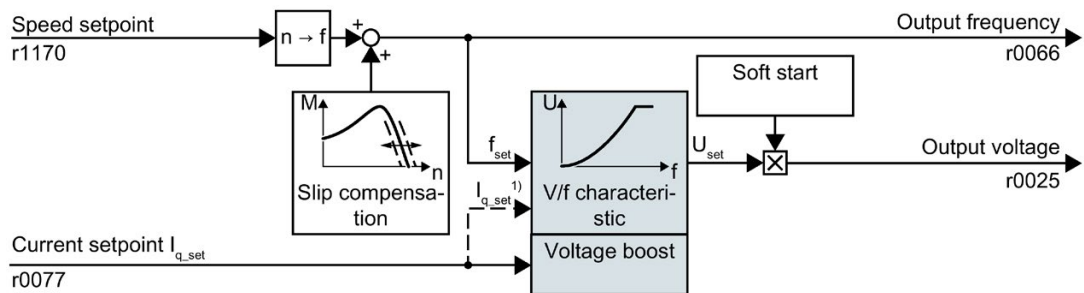 Speed setpoint
r1170
n → f
+
+
Output frequency
r0066
Soft start
M
n
Slip compensa-
tion
f_set
I_q_set 1)
U
f
V/f characteri-
stic
U_set
Output voltage
r0025
Current setpoint I_q_set
r0077
Voltage boost